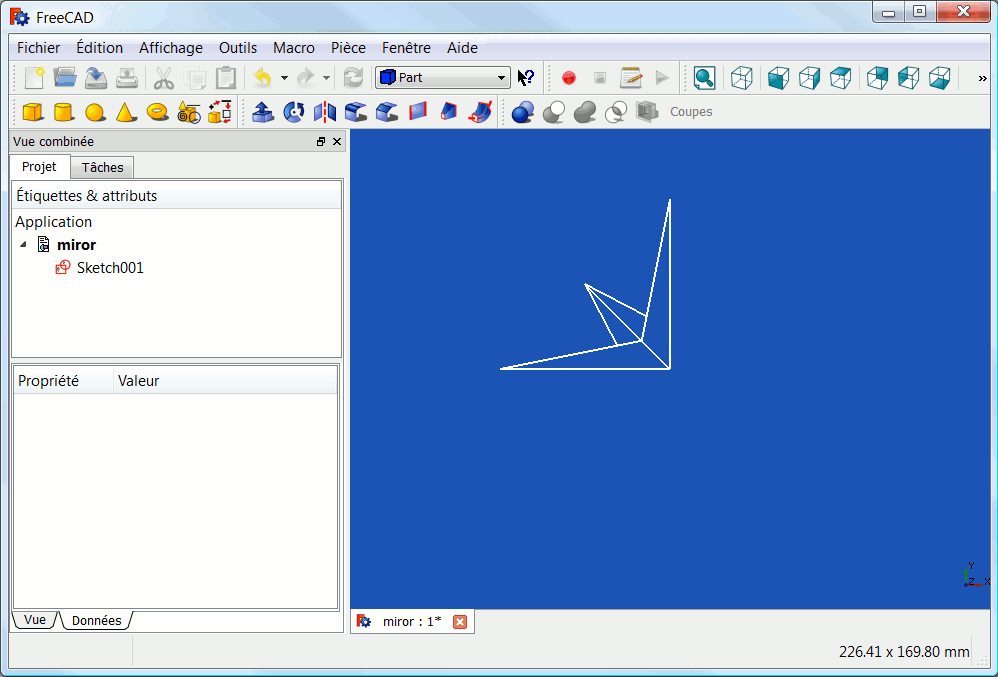 FreeCAD
Fichier Édition Affichage Outils Macro Pièce Fenêtre Aide
Part
Coupes
Vue combinée
Projet Tâches
Étiquettes & attributs
Application
miror
Sketch001
Propriété Valeur
Vue Données
Y
Z X
miror : 1*
226.41 x 169.80 mm